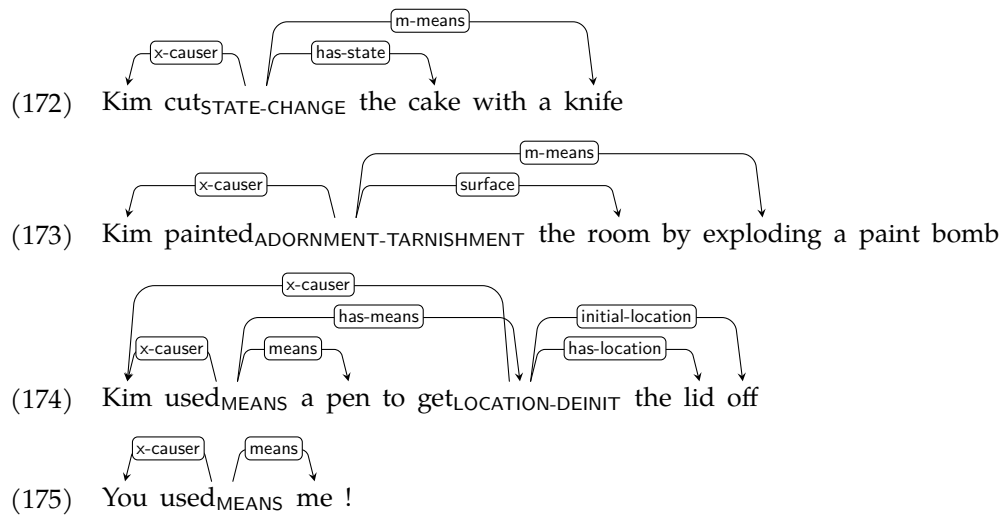 m-means
x-causer has-state
(172) Kim cutSTATE-CHANGE the cake with a knife
m-means
x-causer surface
(173) Kim paintedADORNMENT-TARNISHMENT the room by exploding a paint bomb
x-causer
has-means initial-location
x-causer means has-location
(174) Kim usedMEANS a pen to getLOCATION-DEINIT the lid off
x-causer means
(175) You usedMEANS me !